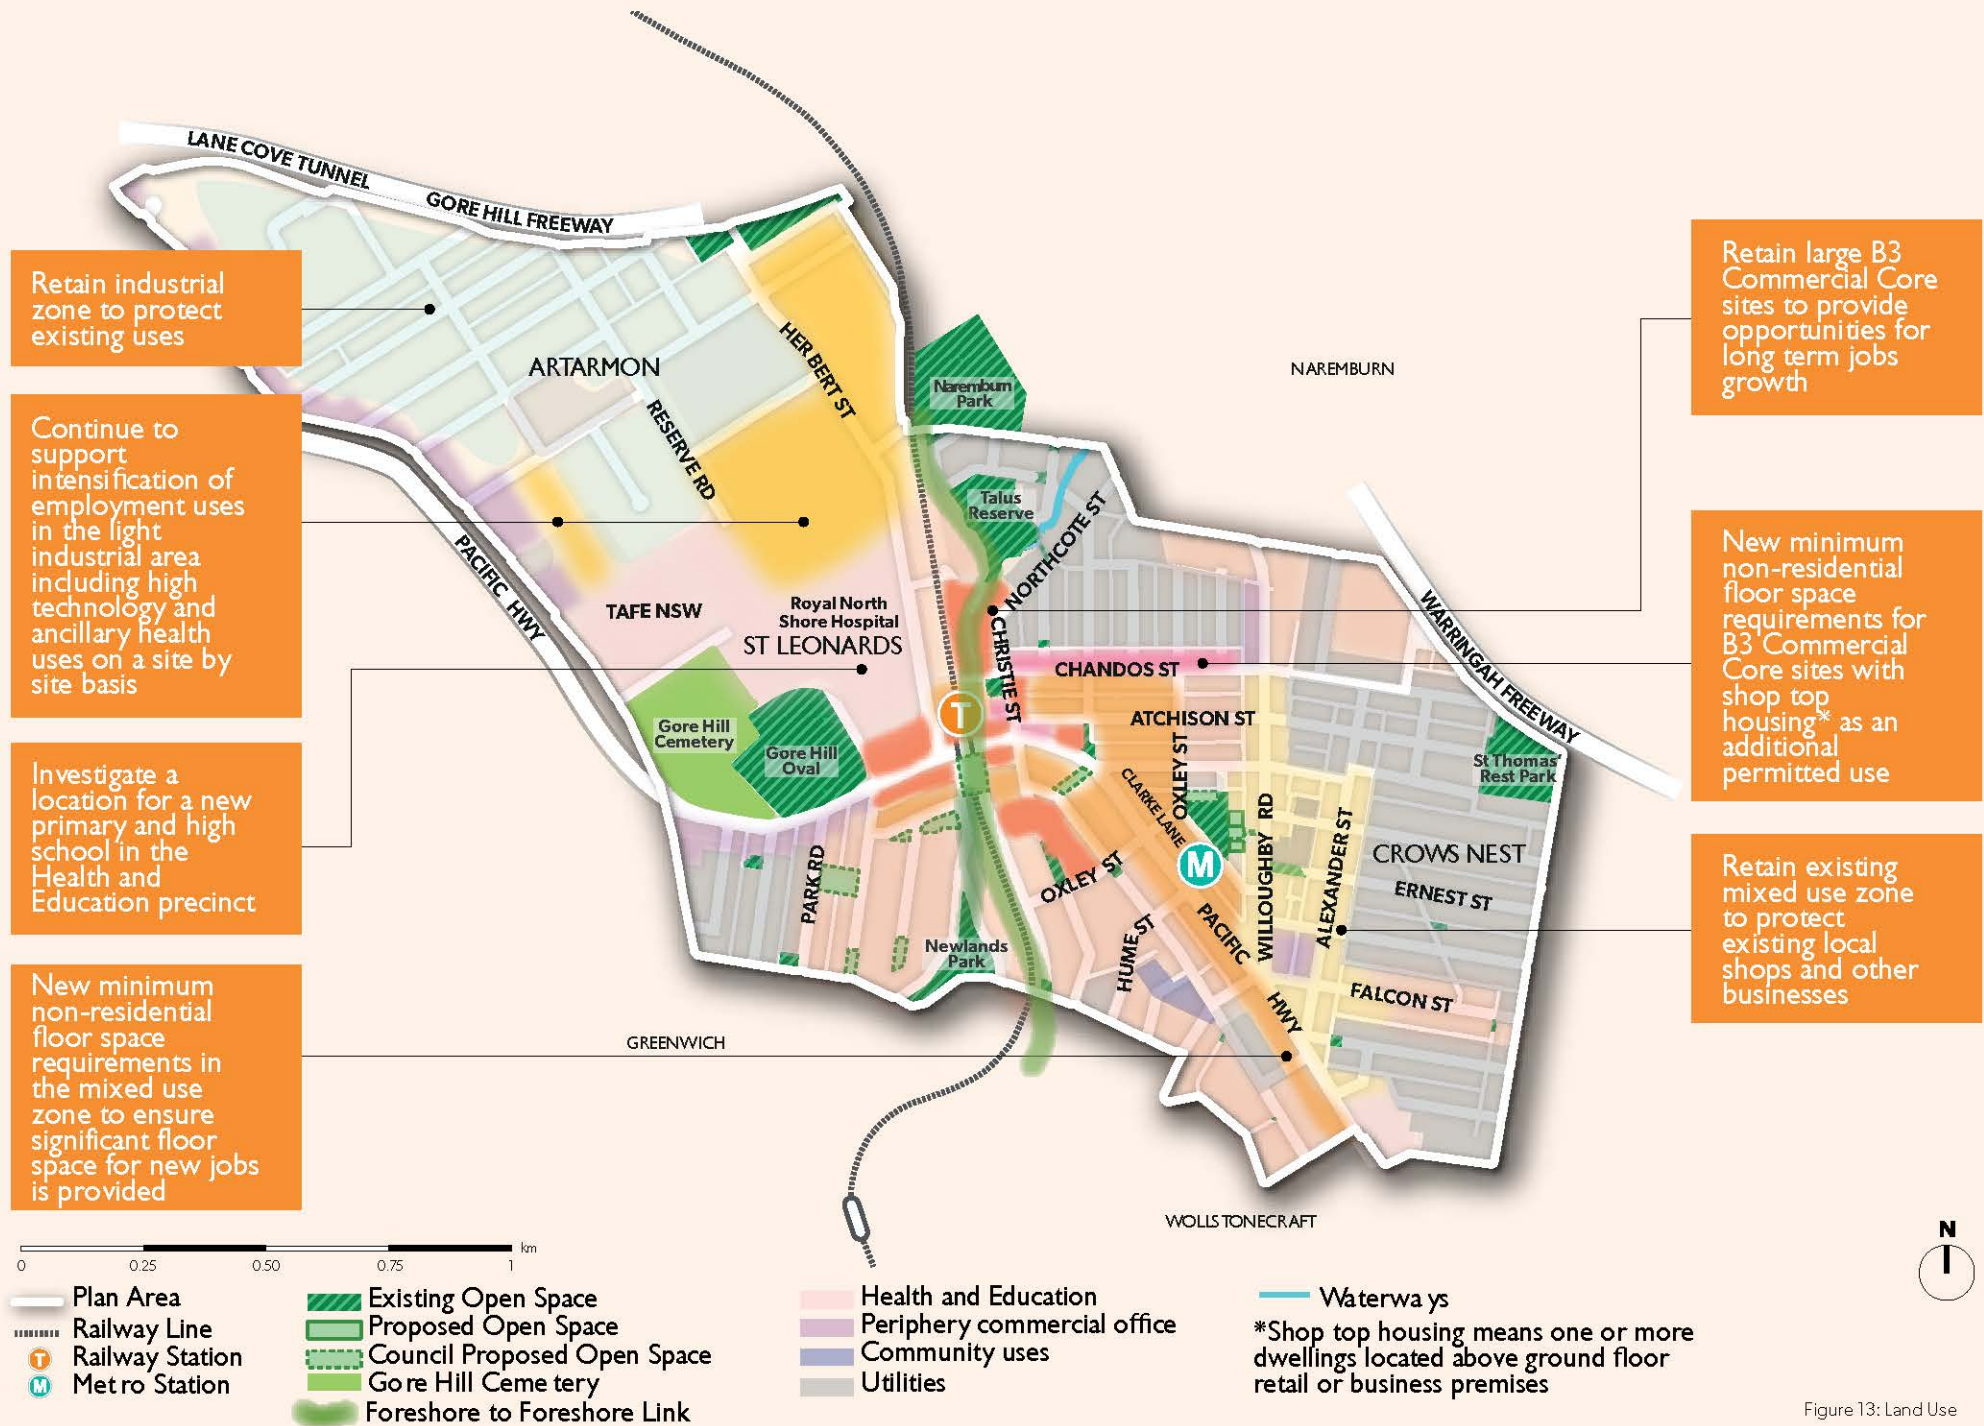 LANE COVE TUNNEL
GORE HILL FREEWAY
Retain industrial
zone to protect
existing uses
Continue to
support
intensification of
employment uses
in the light
industrial area
including high
technology and
ancillary health
uses on a site by
site basis
Investigate a
location for a new
primary and high
school in the
Health and
Education precinct
New minimum
non-residential
floor space
requirements in
the mixed use
zone to ensure
significant floor
space for new jobs
is provided
ARTARMON
HER BERT ST
RESERVE RD
PACIFIC HWY
Naremburn
Park
NAREMBURN
Talus
Reserve
NORTHCOTE ST
TAFE NSW
Royal North
Shore Hospital
ST LEONARDS
CHRISTIE ST
CHANDOS ST
WARRINGAH FREEWAY
Gore Hill
Cemetery
Gore Hill
Oval
T
ATCHISON ST
OXLEY ST
CLARKE LANE
St Thomas'
Rest Park
WILLOUGHBY RD
ALEXANDER ST
M
CROWS NEST
ERNEST ST
PARK RD
OXLEY ST
PACIFIC
HWY
HUME ST
Newlands
Park
FALCON ST
GREENWICH
WOLLSTONECRAFT
Retain large B3
Commercial Core
sites to provide
opportunities for
long term jobs
growth
New minimum
non-residential
floor space
requirements for
B3 Commercial
Core sites with
shop top
housing* as an
additional
permitted use
Retain existing
mixed use zone
to protect
existing local
shops and other
businesses
N
km
0 0.25 0.50 0.75 1
Plan Area
Railway Line
T Railway Station
M Met ro Station
Existing Open Space
Proposed Open Space
Council Proposed Open Space
Go re Hill Ceme tery
Foreshore to Foreshore Link
Health and Education
Periphery commercial office
Community uses
Utilities
Waterwa ys
*Shop top housing means one or more
dwellings located above ground floor
retail or business premises
Figure 13: Land Use